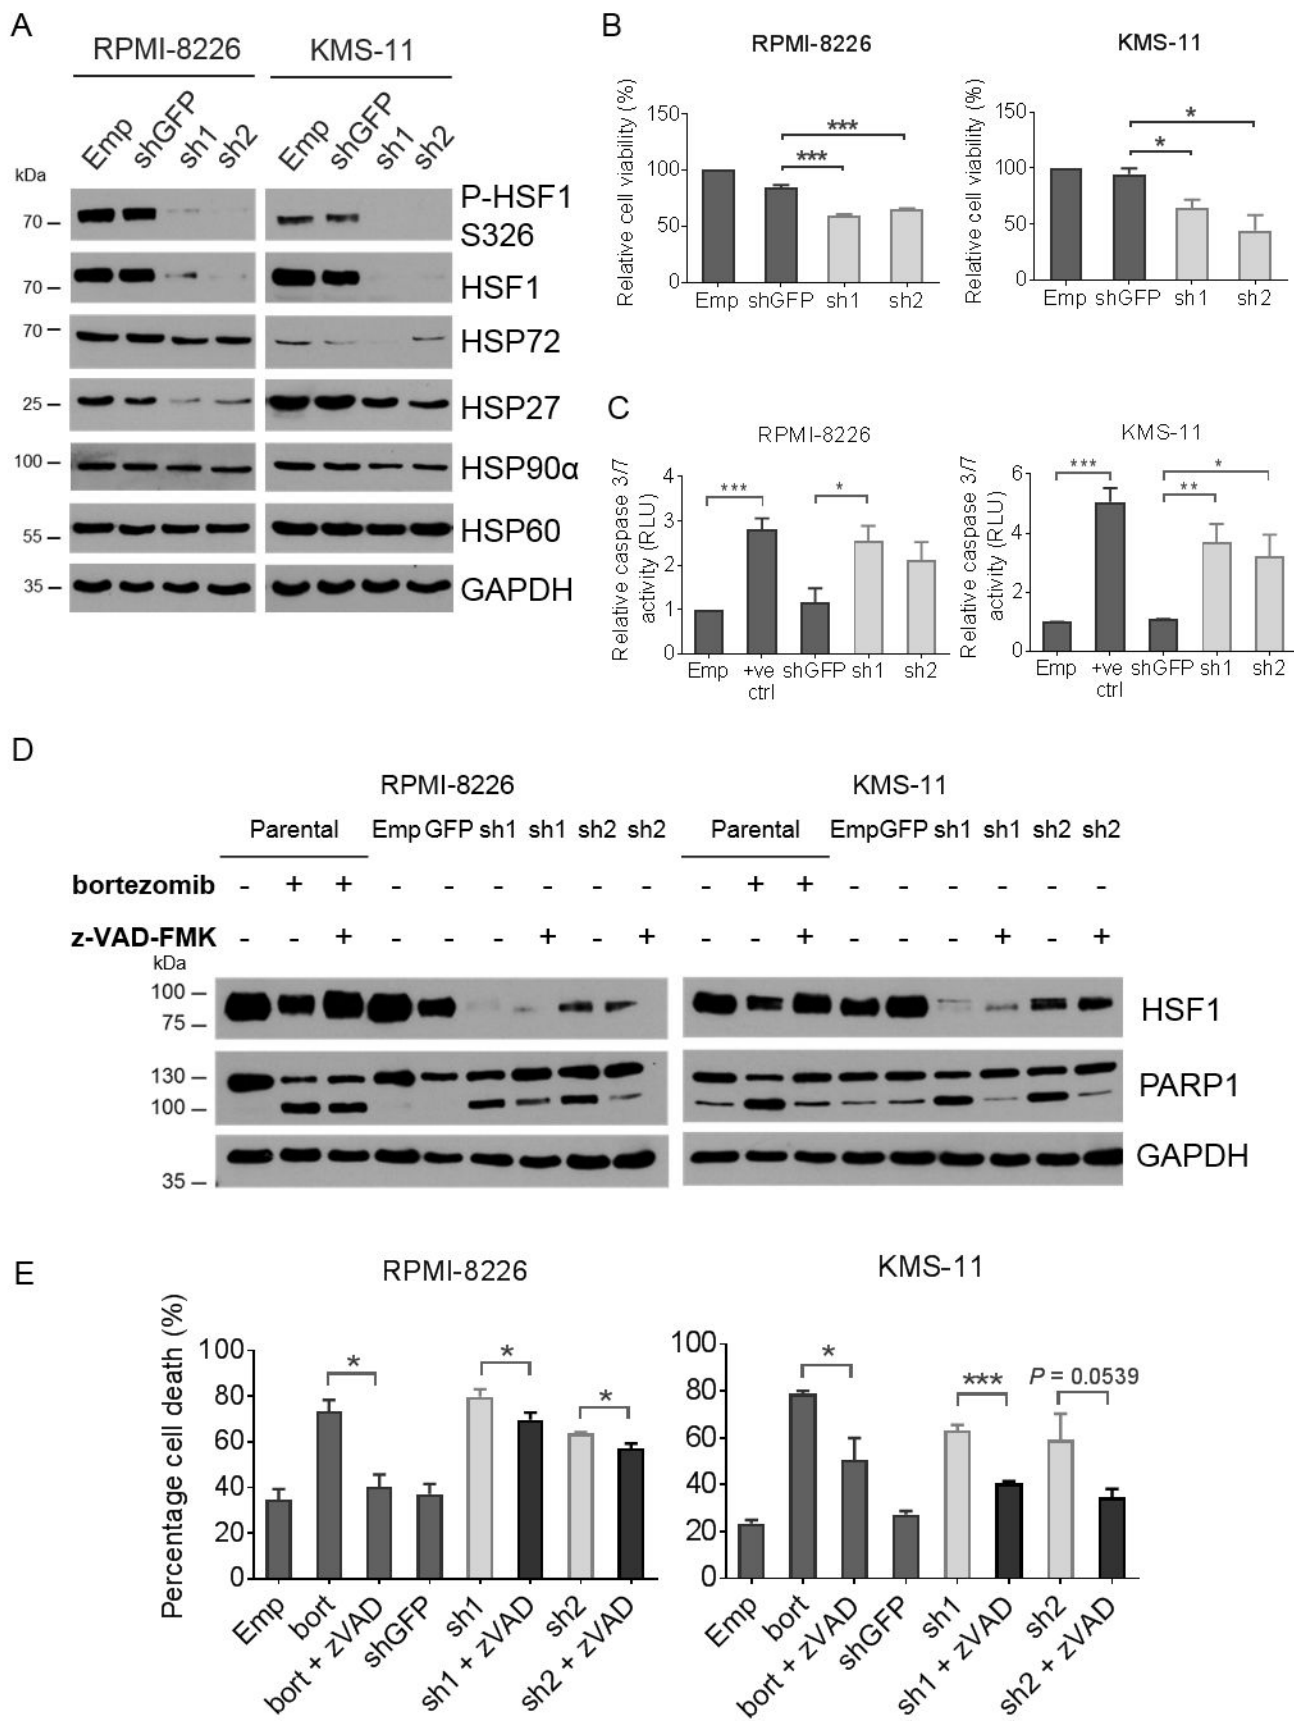 A
RPMI-8226 KMS-11
Emp shGFP sh1 sh2 Emp shGFP sh1 sh2
kDa
70 P-HSF1 S326
70 HSF1
70 HSP72
25 HSP27
100 HSP90α
55 HSP60
35 GAPDH
B
RPMI-8226
Relative cell viability (%)
150
100
50
0
*** ***
Emp shGFP sh1 sh2
KMS-11
Relative cell viability (%)
150
100
50
0
* *
Emp shGFP sh1 sh2
C
RPMI-8226
Relative caspase 3/7 activity (RLU)
4
3
2
1
0
*** *
Emp +ve ctrl shGFP sh1 sh2
KMS-11
Relative caspase 3/7 activity (RLU)
6
4
2
0
*** ** *
Emp +ve ctrl shGFP sh1 sh2
D
RPMI-8226 KMS-11
Parental Emp GFP sh1 sh1 sh2 sh2 Parental Emp GFP sh1 sh1 sh2 sh2
bortezomib - + + - - - - - - - + + - - - - - -
z-VAD-FMK - - + - - - + - + - - + - - - + - +
kDa
100
75 HSF1
130
100 PARP1
35 GAPDH
E
RPMI-8226
Percentage cell death (%)
100
80
60
40
20
0
* * *
Emp bort bort + zVAD shGFP sh1 sh1 + zVAD sh2 sh2 + zVAD
KMS-11
100
80
60
40
20
0
* *** P = 0.0539
Emp bort bort + zVAD shGFP sh1 sh1 + zVAD sh2 sh2 + zVAD